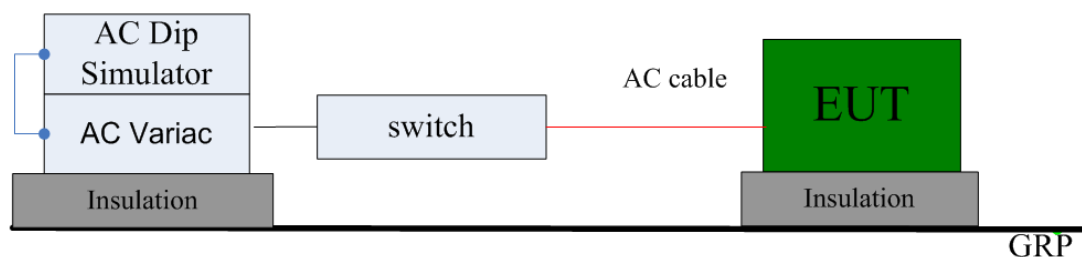 AC Dip
Simulator
AC Variac
switch
AC cable
EUT
Insulation
Insulation
GRP